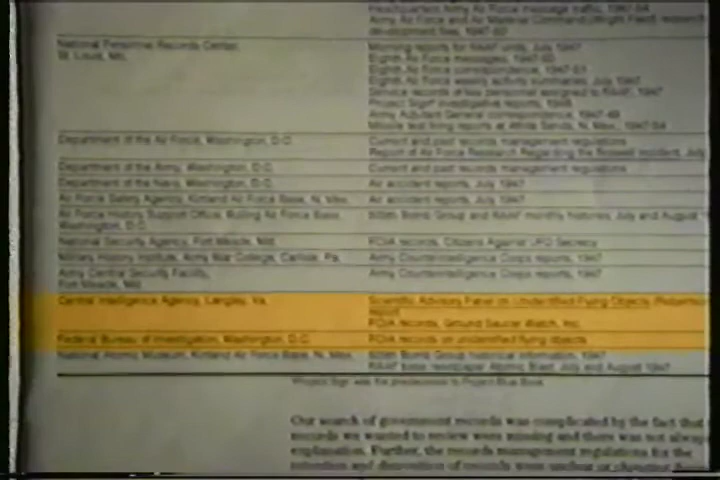 Headquarters Army Air Force message traffic, 1947-54
Army Air Force and Air Material Command (Wright Field) research
development files, 1947-50
National Personnel Records Center,
St. Louis, Mo.
Morning reports for RAAF units, July 1947
Eighth Air Force messages, 1947-50
Eighth Air Force correspondence, 1947-51
Eighth Air Force weekly activity summaries, July 1947
Service records of key personnel assigned to RAAF, 1947
Project Sign investigative reports, 1948
Army Adjutant General correspondence, 1947-49
Missile test firing reports at White Sands, N. Mex., 1947-54
Department of the Air Force, Washington, D.C.
Current and past records management regulations
Report of Air Force Research Regarding the Roswell Incident, July
Department of the Army, Washington, D.C.
Current and past records management regulations
Department of the Navy, Washington, D.C.
Air accident reports, July 1947
Air Force Safety Agency, Kirtland Air Force Base, N. Mex.
Air accident reports, July 1947
Air Force History Support Office, Bolling Air Force Base,
Washington, D.C.
509th Bomb Group and RAAF monthly histories, July and August
National Security Agency, Fort Meade, Md.
FOIA records, Citizens Against UFO Secrecy
Military History Institute, Army War College, Carlisle, Pa.
Army Counterintelligence Corps reports, 1947
Army Central Security Facility,
Fort Meade, Md.
Army Counterintelligence Corps reports, 1947
Central Intelligence Agency, Langley, Va.
Scientific Advisory Panel on Unidentified Flying Objects (Robertson
report
FOIA records, Ground Saucer Watch, Inc.
Federal Bureau of Investigation, Washington, D.C.
FOIA records on unidentified flying objects
National Atomic Museum, Kirtland Air Force Base, N. Mex.
509th Bomb Group historical information, 1947
RAAF base newspaper Atomic Blast, July and August 1947
Project Sign was the predecessor to Project Blue Book.
Our search of government records was complicated by the fact that
records we wanted to review were missing and there was not always
explanation. Further, the records management regulations for the
retention and disposition of records were unclear or changing